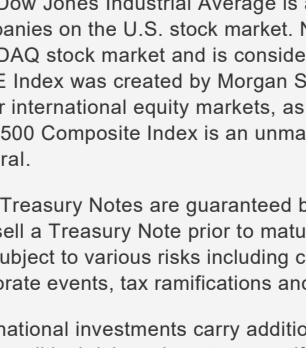 Dow Jones Industrial Average is a
panies on the U.S. stock market. N
DAQ stock market and is conside
E Index was created by Morgan S
r international equity markets, as
500 Composite Index is an unma
ral.
Treasury Notes are guaranteed b
sell a Treasury Note prior to matu
ubject to various risks including c
orate events, tax ramifications and
national investments carry additio